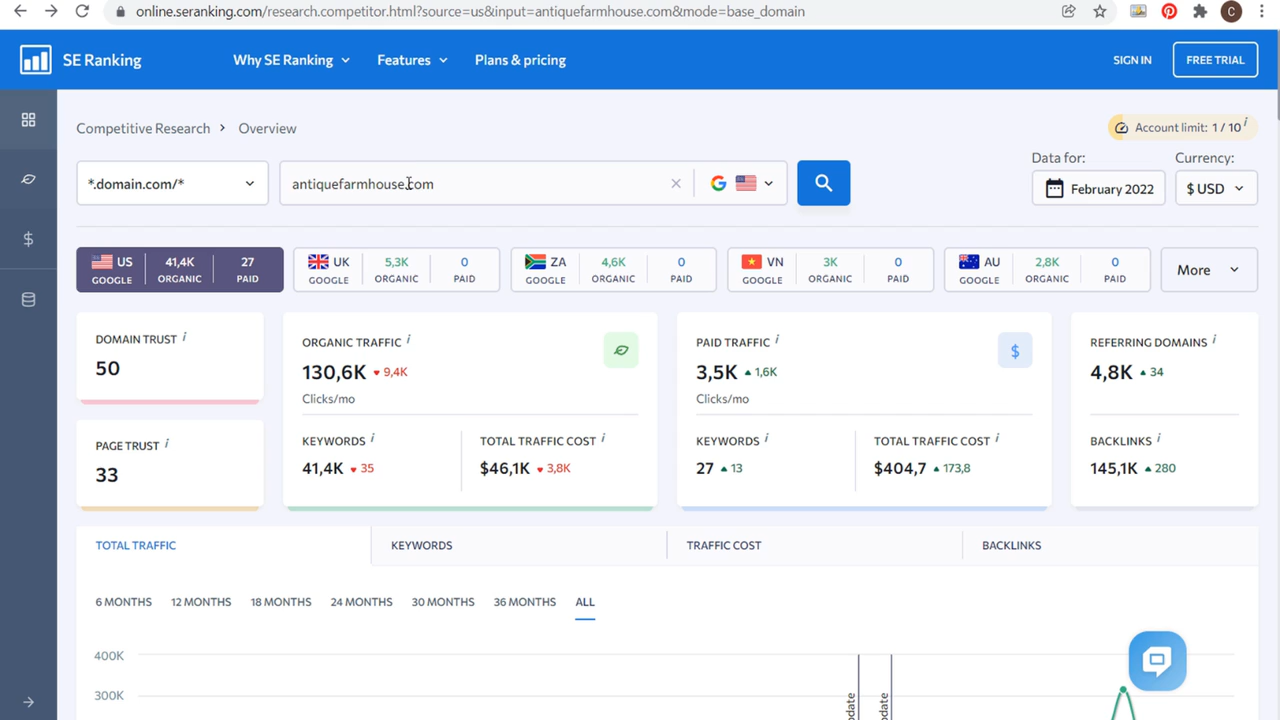 online.seranking.com/research.competitor.html?source=us&input=antiquefarmhouse.com&mode=base_domain
C
SE Ranking
Why SE Ranking
Features
Plans & pricing
SIGN IN
FREE TRIAL
Competitive Research > Overview
Account limit: 1 / 10 i
Data for:
Currency:
*.domain.com/*
antiquefarmhouse.com
G
February 2022
$ USD
US GOOGLE
41,4K ORGANIC
27 PAID
UK GOOGLE
5,3K ORGANIC
0 PAID
ZA GOOGLE
4,6K ORGANIC
0 PAID
VN GOOGLE
3K ORGANIC
0 PAID
AU GOOGLE
2,8K ORGANIC
0 PAID
More
DOMAIN TRUST i
50
PAGE TRUST i
33
ORGANIC TRAFFIC i
130,6K 9,4K
Clicks/mo
KEYWORDS i
41,4K 35
TOTAL TRAFFIC COST i
$46,1K 3,8K
PAID TRAFFIC i
$
3,5K 1,6K
Clicks/mo
KEYWORDS i
27 13
TOTAL TRAFFIC COST i
$404,7 173,8
REFERRING DOMAINS i
4,8K 34
BACKLINKS i
145,1K 280
TOTAL TRAFFIC
KEYWORDS
TRAFFIC COST
BACKLINKS
6 MONTHS
12 MONTHS
18 MONTHS
24 MONTHS
30 MONTHS
36 MONTHS
ALL
400K
300K